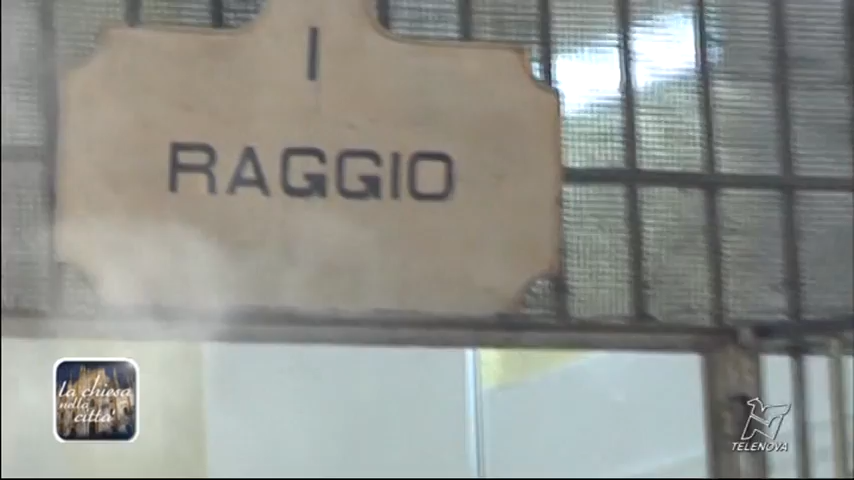 I
RAGGIO
la chiesa
nella
città
TELENOVA